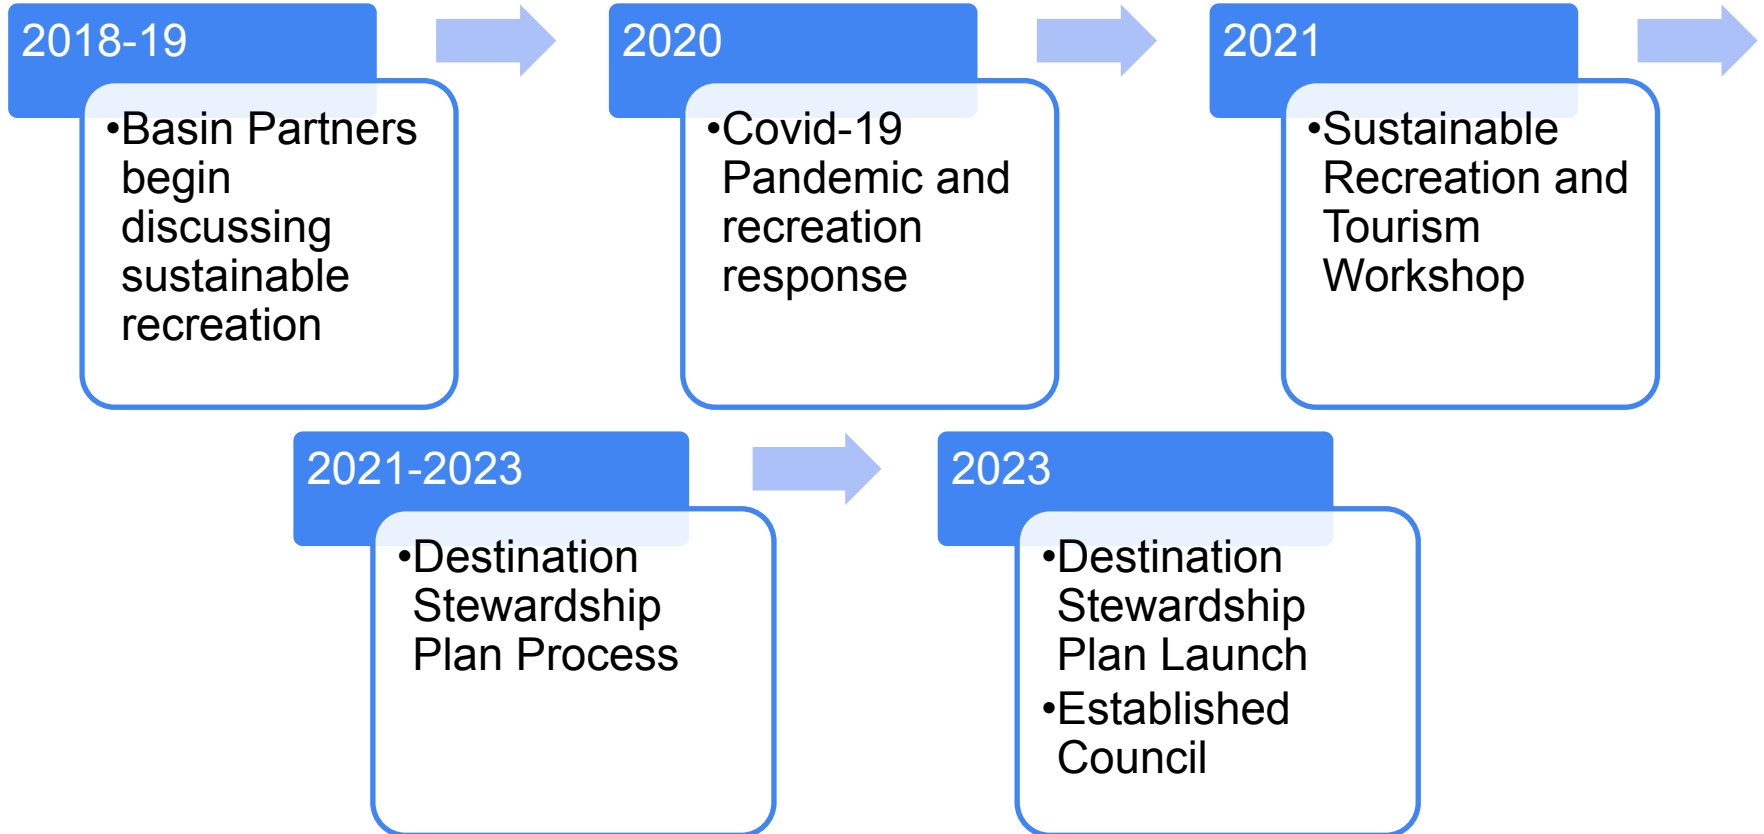 2018-19
•Basin Partners
begin
discussing
sustainable
recreation
2020
•Covid-19
Pandemic and
recreation
response
2021
•Sustainable
Recreation and
Tourism
Workshop
2021-2023
•Destination
Stewardship
Plan Process
2023
•Destination
Stewardship
Plan Launch
•Established
Council